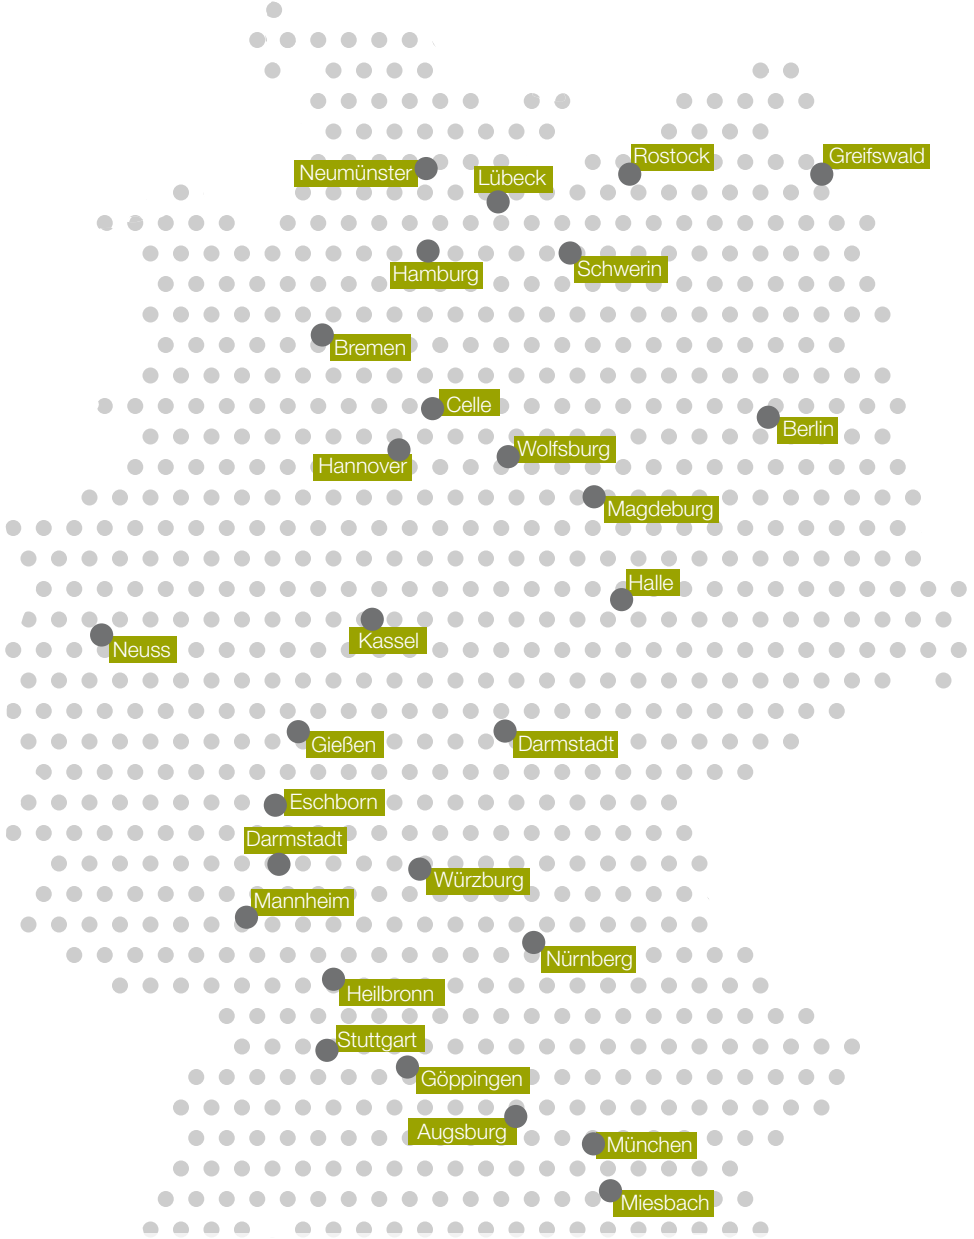 Rostock
Greifswald
Neumünster
Lübeck
Hamburg
Schwerin
Bremen
Celle
Berlin
Wolfsburg
Hannover
Magdeburg
Halle
Kassel
Neuss
Gießen
Darmstadt
Eschborn
Darmstadt
Würzburg
Mannheim
Nürnberg
Heilbronn
Stuttgart
Göppingen
Augsburg
München
Miesbach